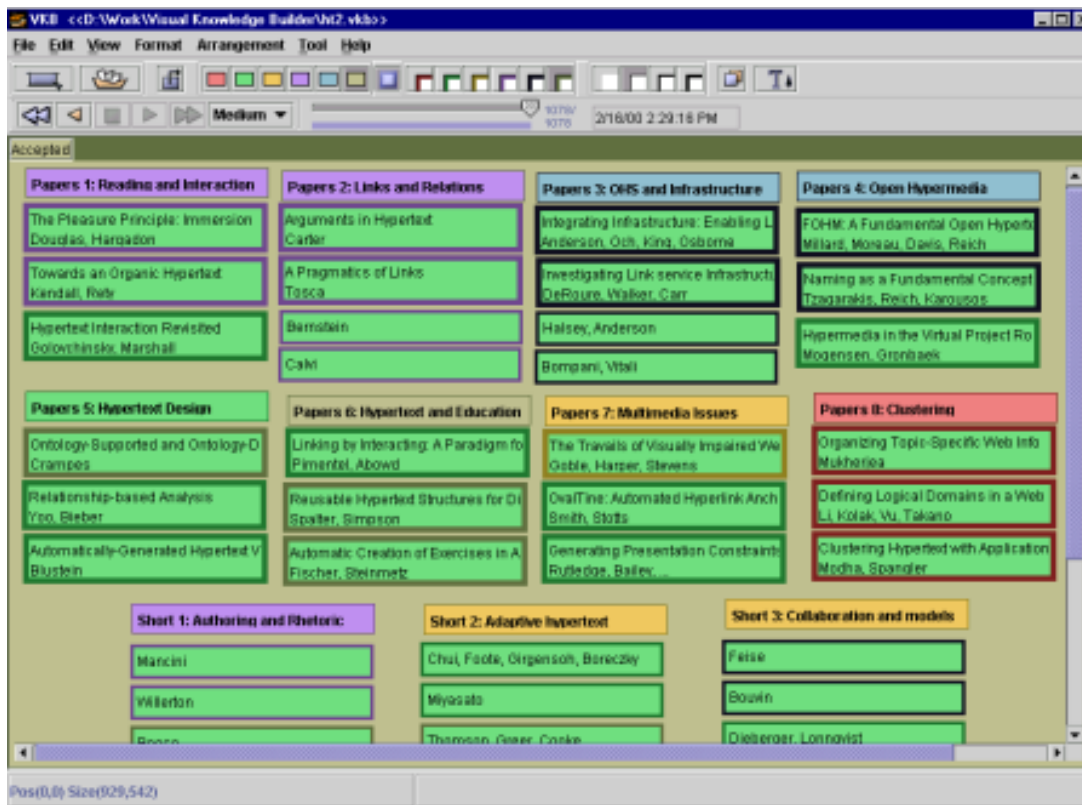 VKB <<D:\Work\Visual Knowledge Builder\ht2.vkb>>
File Edit View Format Arrangement Tool Help
Medium 1078/
1078
2/16/00 2:29:16 PM
Accepted
Papers 1: Reading and Interaction
The Pleasure Principle: Immersion
Douglas, Hargadon
Towards an Organic Hypertext
Kendall, Rety
Hypertext Interaction Revisited
Golovchinsky, Marshall
Papers 2: Links and Relations
Arguments in Hypertext
Carter
A Pragmatics of Links
Tosca
Bernstein
Calvi
Papers 3: OHS and Infrastructure
Integrating Infrastructure: Enabling L
Anderson, Och, King, Osborne
Investigating Link service Infrastructu
DeRoure, Walker, Carr
Halsey, Anderson
Bompani, Vitali
Papers 4: Open Hypermedia
FOHM: A Fundamental Open Hyperte
Millard, Moreau, Davis, Reich
Naming as a Fundamental Concept
Tzagarakis, Reich, Karousos
Hypermedia in the Virtual Project Ro
Mogensen, Gronbaek
Papers 5: Hypertext Design
Ontology-Supported and Ontology-D
Crampes
Relationship-based Analysis
Yoo, Bieber
Automatically-Generated Hypertext V
Blustein
Papers 6: Hypertext and Education
Linking by Interacting: A Paradigm fo
Pimentel, Abowd
Reusable Hypertext Structures for Di
Spalter, Simpson
Automatic Creation of Exercises in A
Fischer, Steinmetz
Papers 7: Multimedia Issues
The Travails of Visually Impaired We
Goble, Harper, Stevens
OvalTine: Automated Hyperlink Anch
Smith, Stotts
Generating Presentation Constraints
Rutledge, Bailey, ...
Papers 8: Clustering
Organizing Topic-Specific Web Info
Mukherjea
Defining Logical Domains in a Web
Li, Kolak, Vu, Takano
Clustering Hypertext with Application
Modha, Spangler
Short 1: Authoring and Rhetoric
Mancini
Willerton
Short 2: Adaptive hypertext
Chui, Foote, Girgensoh, Boreczky
Miyasato
Thomson, Greer, Cooke
Short 3: Collaboration and models
Feise
Bouvin
Dieberger, Lonnqvist
Pos(0,0) Size(929,542)